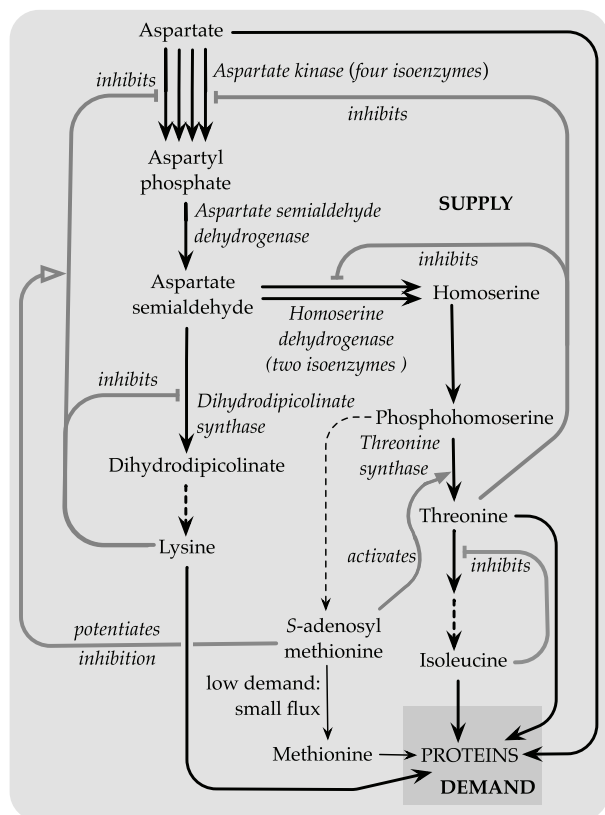 Aspartate
inhibits
Aspartate kinase (four isoenzymes)
inhibits
Aspartyl
phosphate
SUPPLY
Aspartate semialdehyde
dehydrogenase
inhibits
Aspartate
semialdehyde
Homoserine
Homoserine
dehydrogenase
(two isoenzymes )
inhibits
Dihydrodipicolinate
synthase
Phosphohomoserine
Threonine
synthase
Dihydrodipicolinate
Threonine
Lysine
activates
inhibits
S-adenosyl
methionine
potentiates
inhibition
Isoleucine
low demand:
small flux
Methionine
PROTEINS
DEMAND